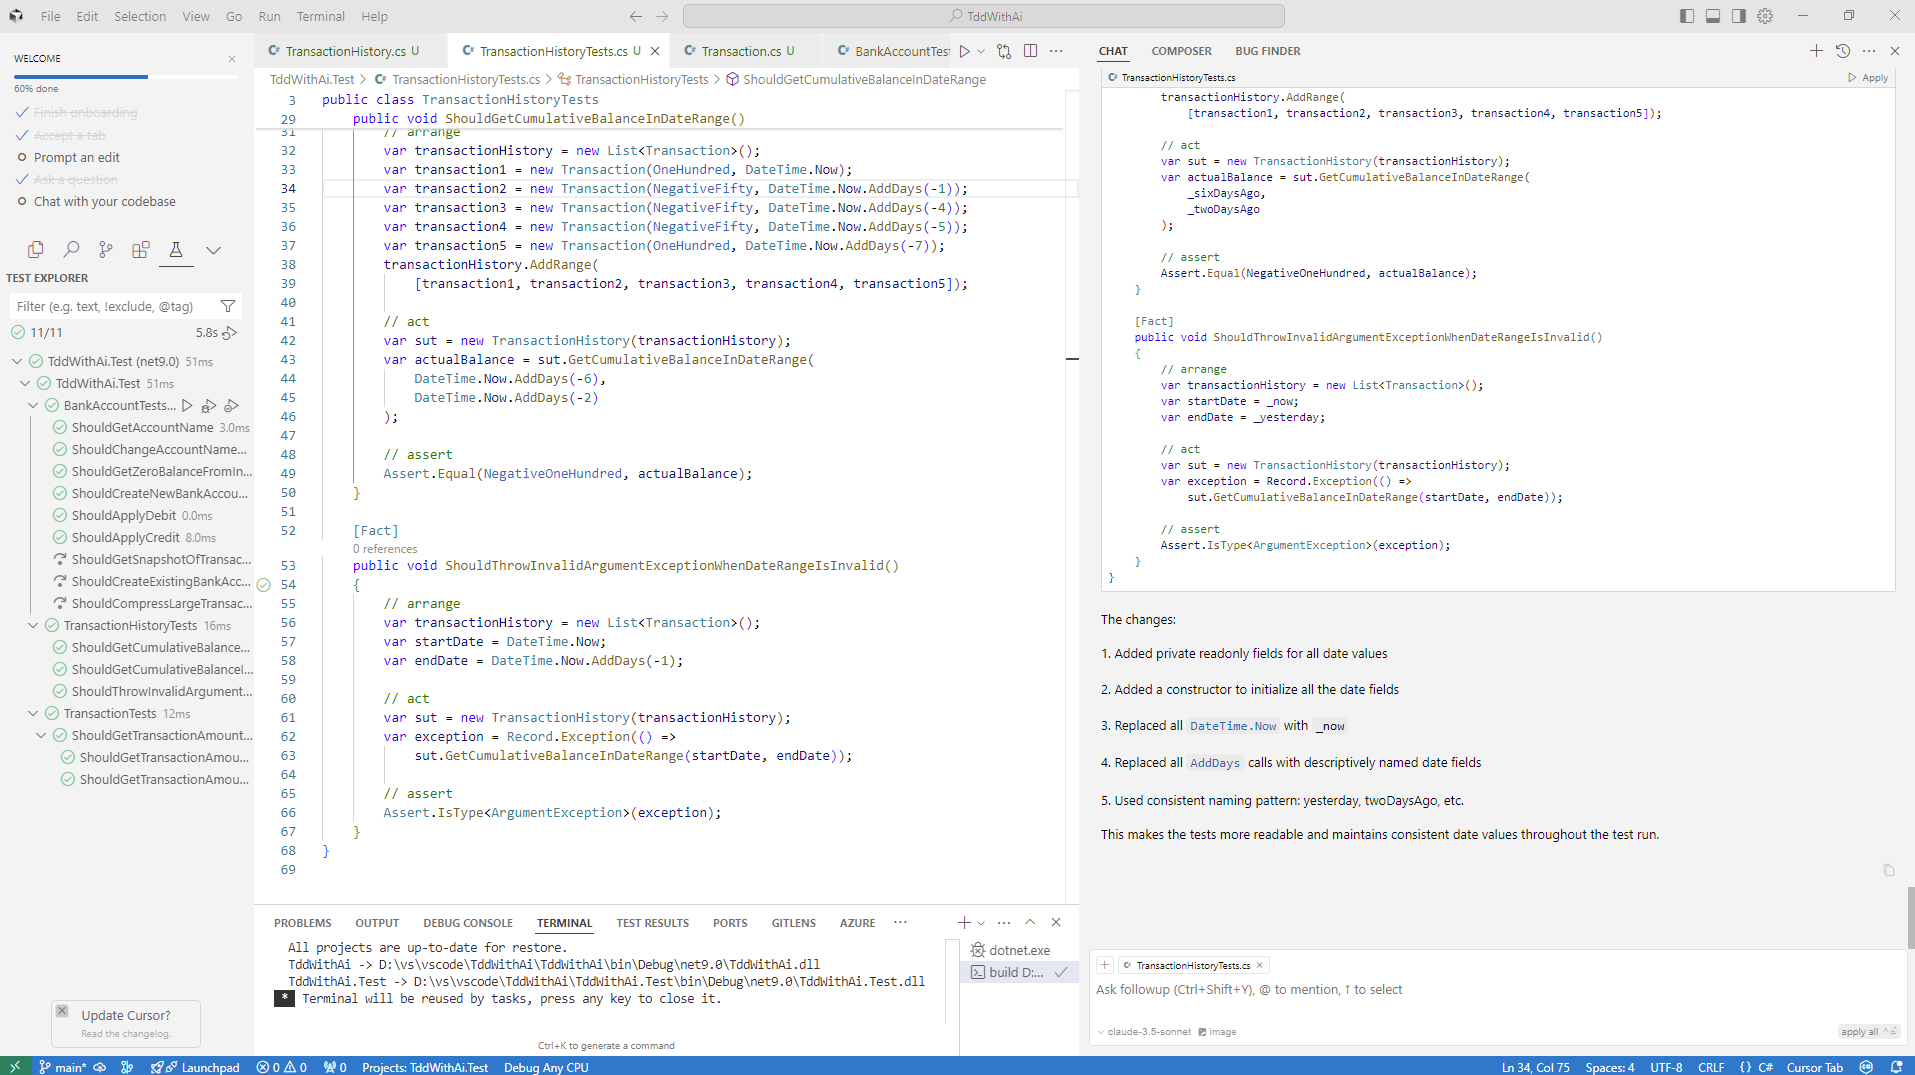 File Edit Selection View Go Run Terminal Help
TddWithAi
WELCOME
60% done
Finish onboarding
Accept a tab
Prompt an edit
Ask a question
Chat with your codebase
TEST EXPLORER
Filter (e.g. text, !exclude, @tag)
11/11 5.8s
TddWithAi.Test (net9.0) 51ms
TddWithAi.Test 51ms
BankAccountTests...
ShouldGetAccountName 3.0ms
ShouldChangeAccountName...
ShouldGetZeroBalanceFromIn...
ShouldCreateNewBankAccou...
ShouldApplyDebit 0.0ms
ShouldApplyCredit 8.0ms
ShouldGetSnapshotOfTransac...
ShouldCreateExistingBankAcc...
ShouldCompressLargeTransac...
TransactionHistoryTests 16ms
ShouldGetCumulativeBalance...
ShouldGetCumulativeBalanceI...
ShouldThrowInvalidArgument...
TransactionTests 12ms
ShouldGetTransactionAmount...
ShouldGetTransactionAmou...
ShouldGetTransactionAmou...
Update Cursor?
Read the changelog.
TransactionHistory.cs U TransactionHistoryTests.cs U Transaction.cs U BankAccountTest
TddWithAi.Test > TransactionHistoryTests.cs > TransactionHistoryTests > ShouldGetCumulativeBalanceInDateRange
3 public class TransactionHistoryTests
29 public void ShouldGetCumulativeBalanceInDateRange()
31 // arrange
32 var transactionHistory = new List<Transaction>();
33 var transaction1 = new Transaction(OneHundred, DateTime.Now);
34 var transaction2 = new Transaction(NegativeFifty, DateTime.Now.AddDays(-1));
35 var transaction3 = new Transaction(NegativeFifty, DateTime.Now.AddDays(-4));
36 var transaction4 = new Transaction(NegativeFifty, DateTime.Now.AddDays(-5));
37 var transaction5 = new Transaction(OneHundred, DateTime.Now.AddDays(-7));
38 transactionHistory.AddRange(
39 [transaction1, transaction2, transaction3, transaction4, transaction5]);
40
41 // act
42 var sut = new TransactionHistory(transactionHistory);
43 var actualBalance = sut.GetCumulativeBalanceInDateRange(
44 DateTime.Now.AddDays(-6),
45 DateTime.Now.AddDays(-2)
46 );
47
48 // assert
49 Assert.Equal(NegativeOneHundred, actualBalance);
50 }
51
52 [Fact]
0 references
53 public void ShouldThrowInvalidArgumentExceptionWhenDateRangeIsInvalid()
54 {
55 // arrange
56 var transactionHistory = new List<Transaction>();
57 var startDate = DateTime.Now;
58 var endDate = DateTime.Now.AddDays(-1);
59
60 // act
61 var sut = new TransactionHistory(transactionHistory);
62 var exception = Record.Exception(() =>
63 sut.GetCumulativeBalanceInDateRange(startDate, endDate));
64
65 // assert
66 Assert.IsType<ArgumentException>(exception);
67 }
68 }
69
PROBLEMS OUTPUT DEBUG CONSOLE TERMINAL TEST RESULTS PORTS GITLENS AZURE
All projects are up-to-date for restore.
TddWithAi -> D:\vs\vscode\TddWithAi\TddWithAi\bin\Debug\net9.0\TddWithAi.dll
TddWithAi.Test -> D:\vs\vscode\TddWithAi\TddWithAi.Test\bin\Debug\net9.0\TddWithAi.Test.dll
* Terminal will be reused by tasks, press any key to close it.
Ctrl+K to generate a command
dotnet.exe
build D:...
CHAT COMPOSER BUG FINDER
TransactionHistoryTests.cs Apply
transactionHistory.AddRange(
[transaction1, transaction2, transaction3, transaction4, transaction5]);
// act
var sut = new TransactionHistory(transactionHistory);
var actualBalance = sut.GetCumulativeBalanceInDateRange(
_sixDaysAgo,
_twoDaysAgo
);
// assert
Assert.Equal(NegativeOneHundred, actualBalance);
}
[Fact]
public void ShouldThrowInvalidArgumentExceptionWhenDateRangeIsInvalid()
{
// arrange
var transactionHistory = new List<Transaction>();
var startDate = _now;
var endDate = _yesterday;
// act
var sut = new TransactionHistory(transactionHistory);
var exception = Record.Exception(() =>
sut.GetCumulativeBalanceInDateRange(startDate, endDate));
// assert
Assert.IsType<ArgumentException>(exception);
}
}
The changes:
1. Added private readonly fields for all date values
2. Added a constructor to initialize all the date fields
3. Replaced all DateTime.Now with _now
4. Replaced all AddDays calls with descriptively named date fields
5. Used consistent naming pattern: yesterday, twoDaysAgo, etc.
This makes the tests more readable and maintains consistent date values throughout the test run.
TransactionHistoryTests.cs
Ask followup (Ctrl+Shift+Y), @ to mention, ↑ to select
claude-3.5-sonnet image
apply all
main* Launchpad 0 0 0 Projects: TddWithAi.Test Debug Any CPU
Ln 34, Col 75 Spaces: 4 UTF-8 CRLF {} C# Cursor Tab